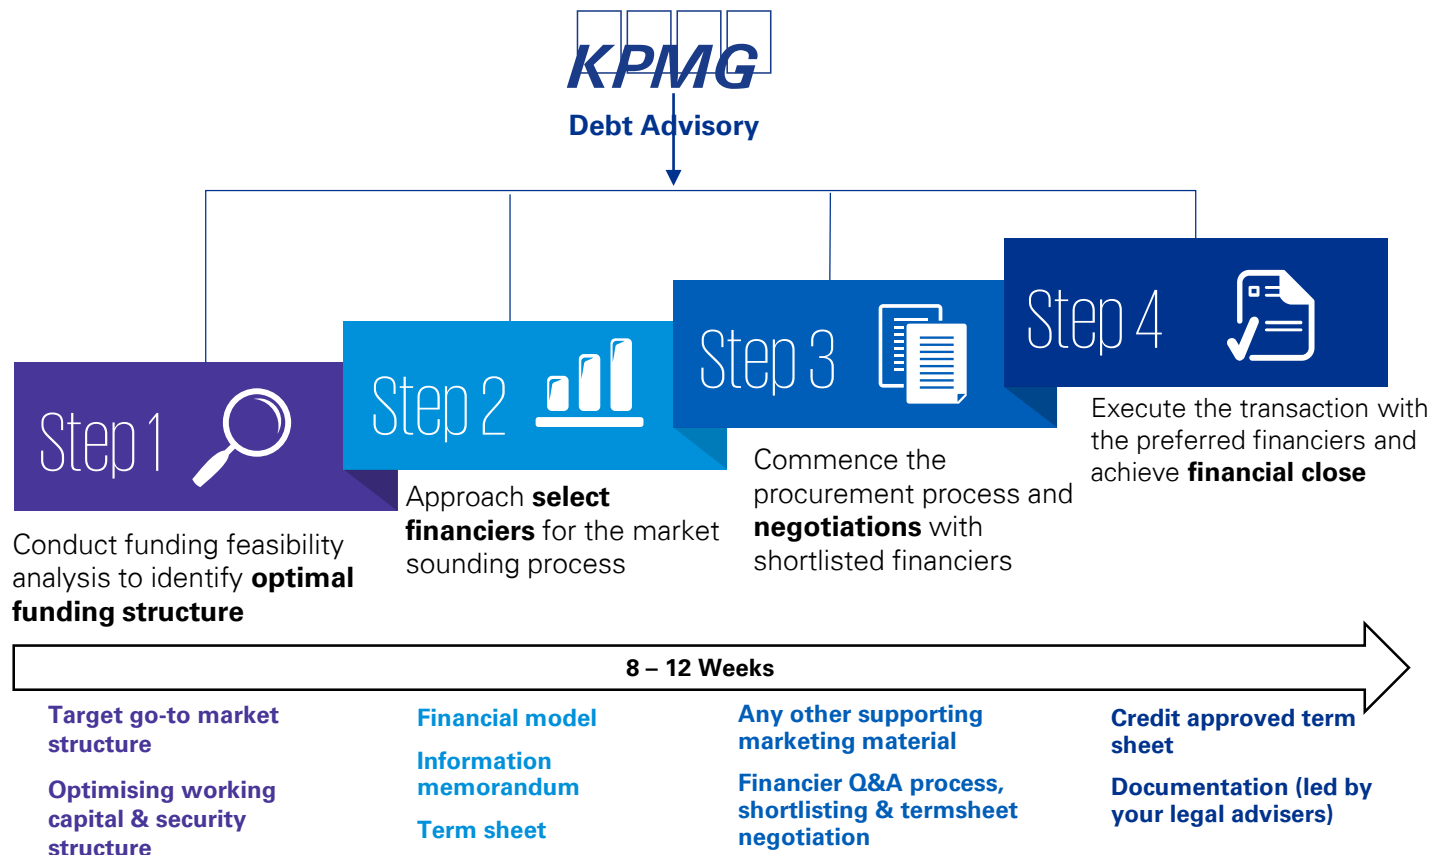 KPMG
Debt Advisory
Step 1
Step 2
Step 3
Step 4
Conduct funding feasibility
analysis to identify optimal
funding structure
Approach select
financiers for the market
sounding process
Commence the
procurement process and
negotiations with
shortlisted financiers
Execute the transaction with
the preferred financiers and
achieve financial close
8 – 12 Weeks
Target go-to market
structure
Optimising working
capital & security
structure
Financial model
Information
memorandum
Term sheet
Any other supporting
marketing material
Financier Q&A process,
shortlisting & termsheet
negotiation
Credit approved term
sheet
Documentation (led by
your legal advisers)